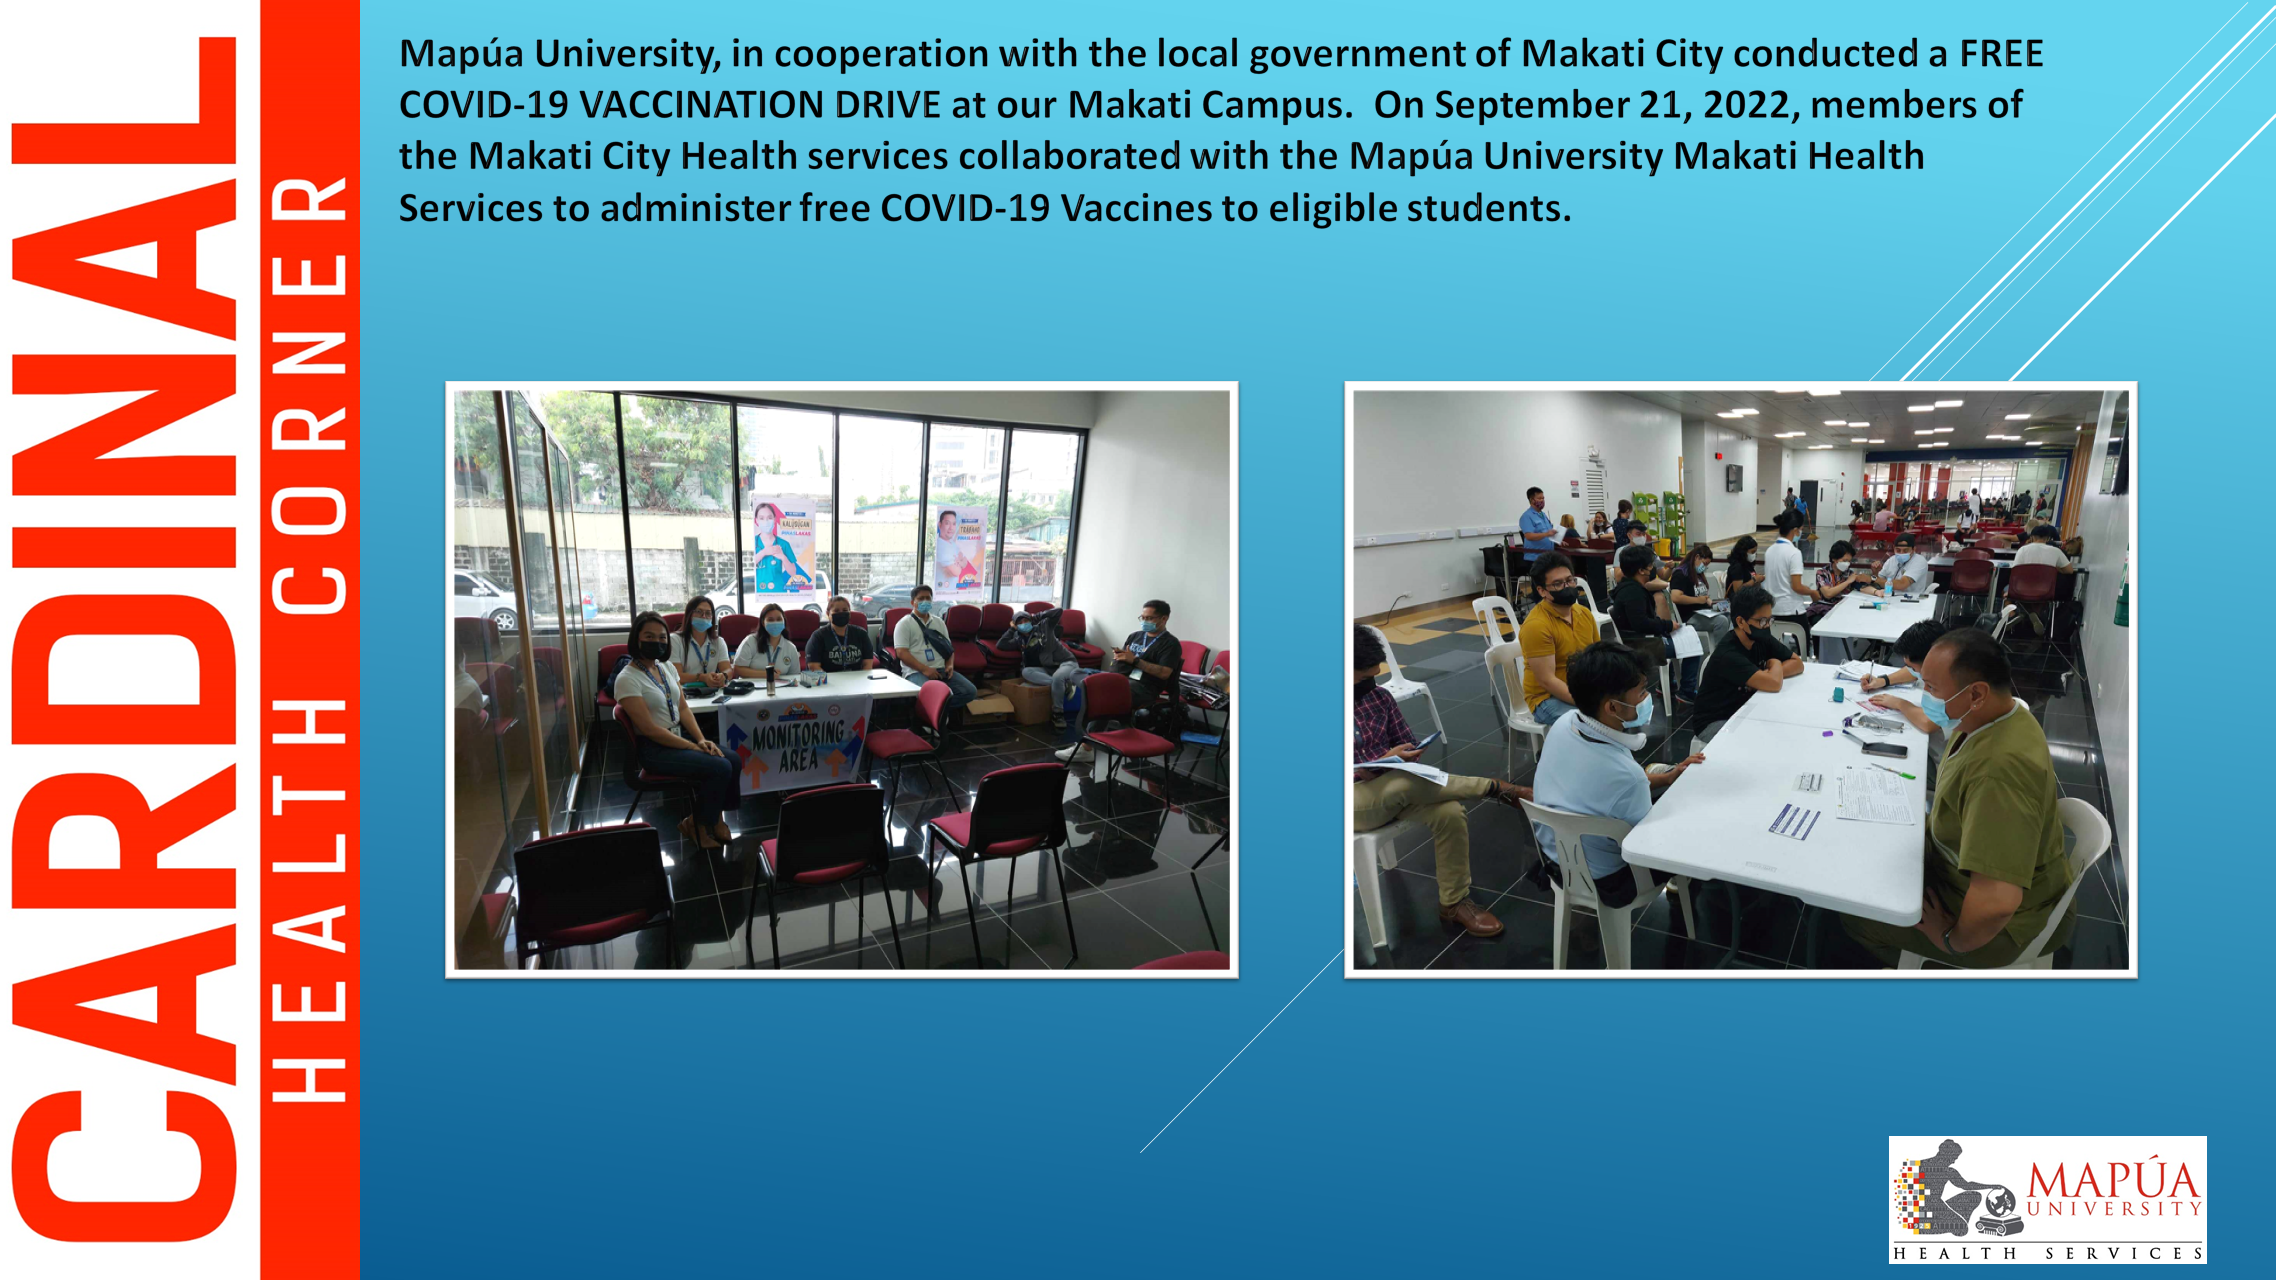 CARDINAL
HEALTH CORNER
Mapúa University, in cooperation with the local government of Makati City conducted a FREE
COVID-19 VACCINATION DRIVE at our Makati Campus.  On September 21, 2022, members of
the Makati City Health services collaborated with the Mapúa University Makati Health
Services to administer free COVID-19 Vaccines to eligible students.
KALUSUGAN
TRABAHO
MONITORING
AREA
MAPÚA
UNIVERSITY
1925
HEALTH SERVICES